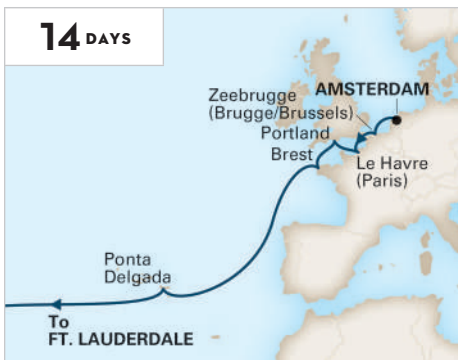 14 DAYS
AMSTERDAM
Zeebrugge
(Brugge/Brussels)
Portland
Brest
Le Havre
(Paris)
Ponta
Delgada
To
FT. LAUDERDALE